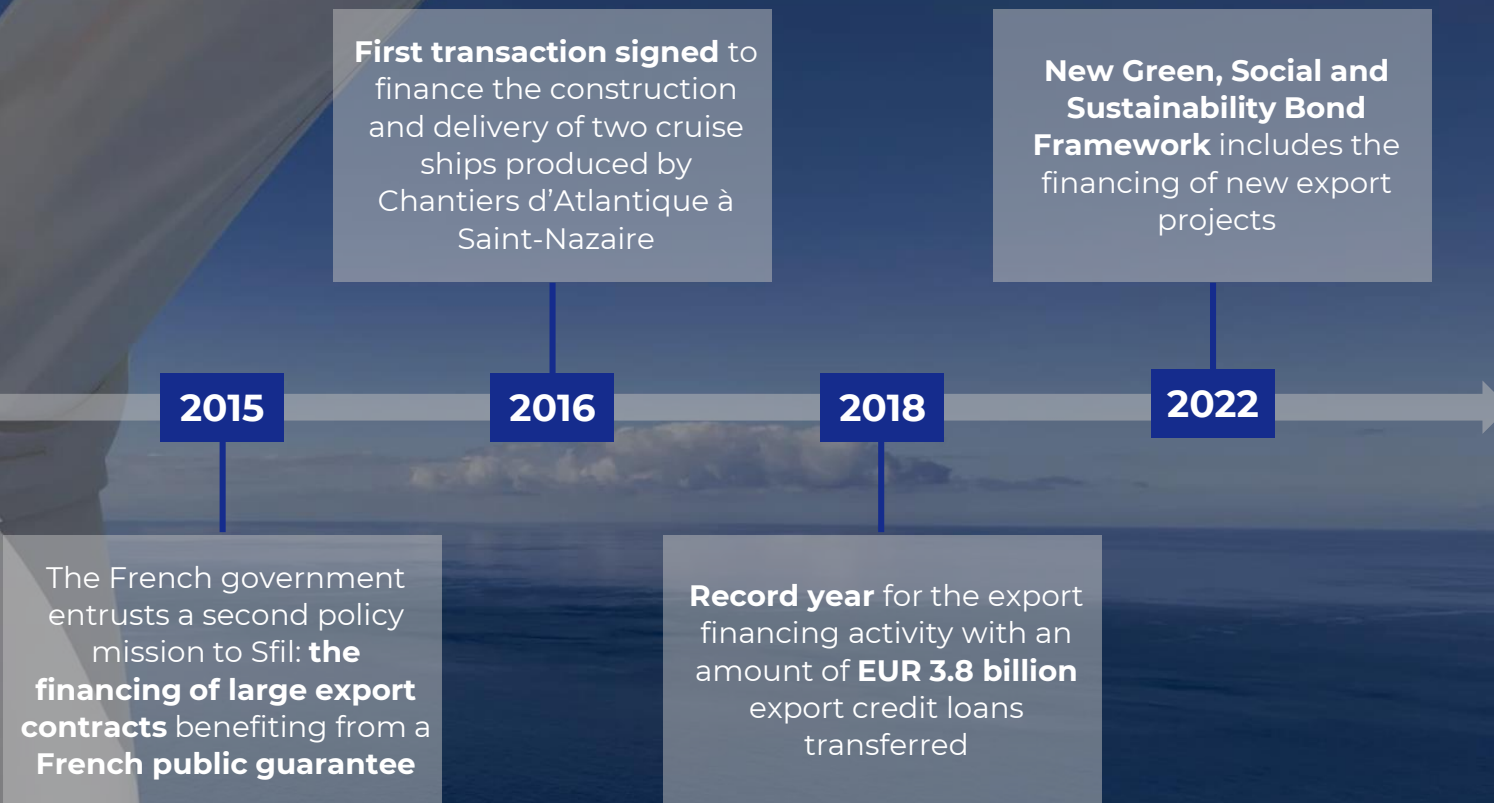 First transaction signed to
finance the construction
and delivery of two cruise
ships produced by
Chantiers d’Atlantique à
Saint-Nazaire
New Green, Social and
Sustainability Bond
Framework includes the
financing of new export
projects
2015
2016
2018
2022
The French government
entrusts a second policy
mission to Sfil: the
financing of large export
contracts benefiting from a
French public guarantee
Record year for the export
financing activity with an
amount of EUR 3.8 billion
export credit loans
transferred